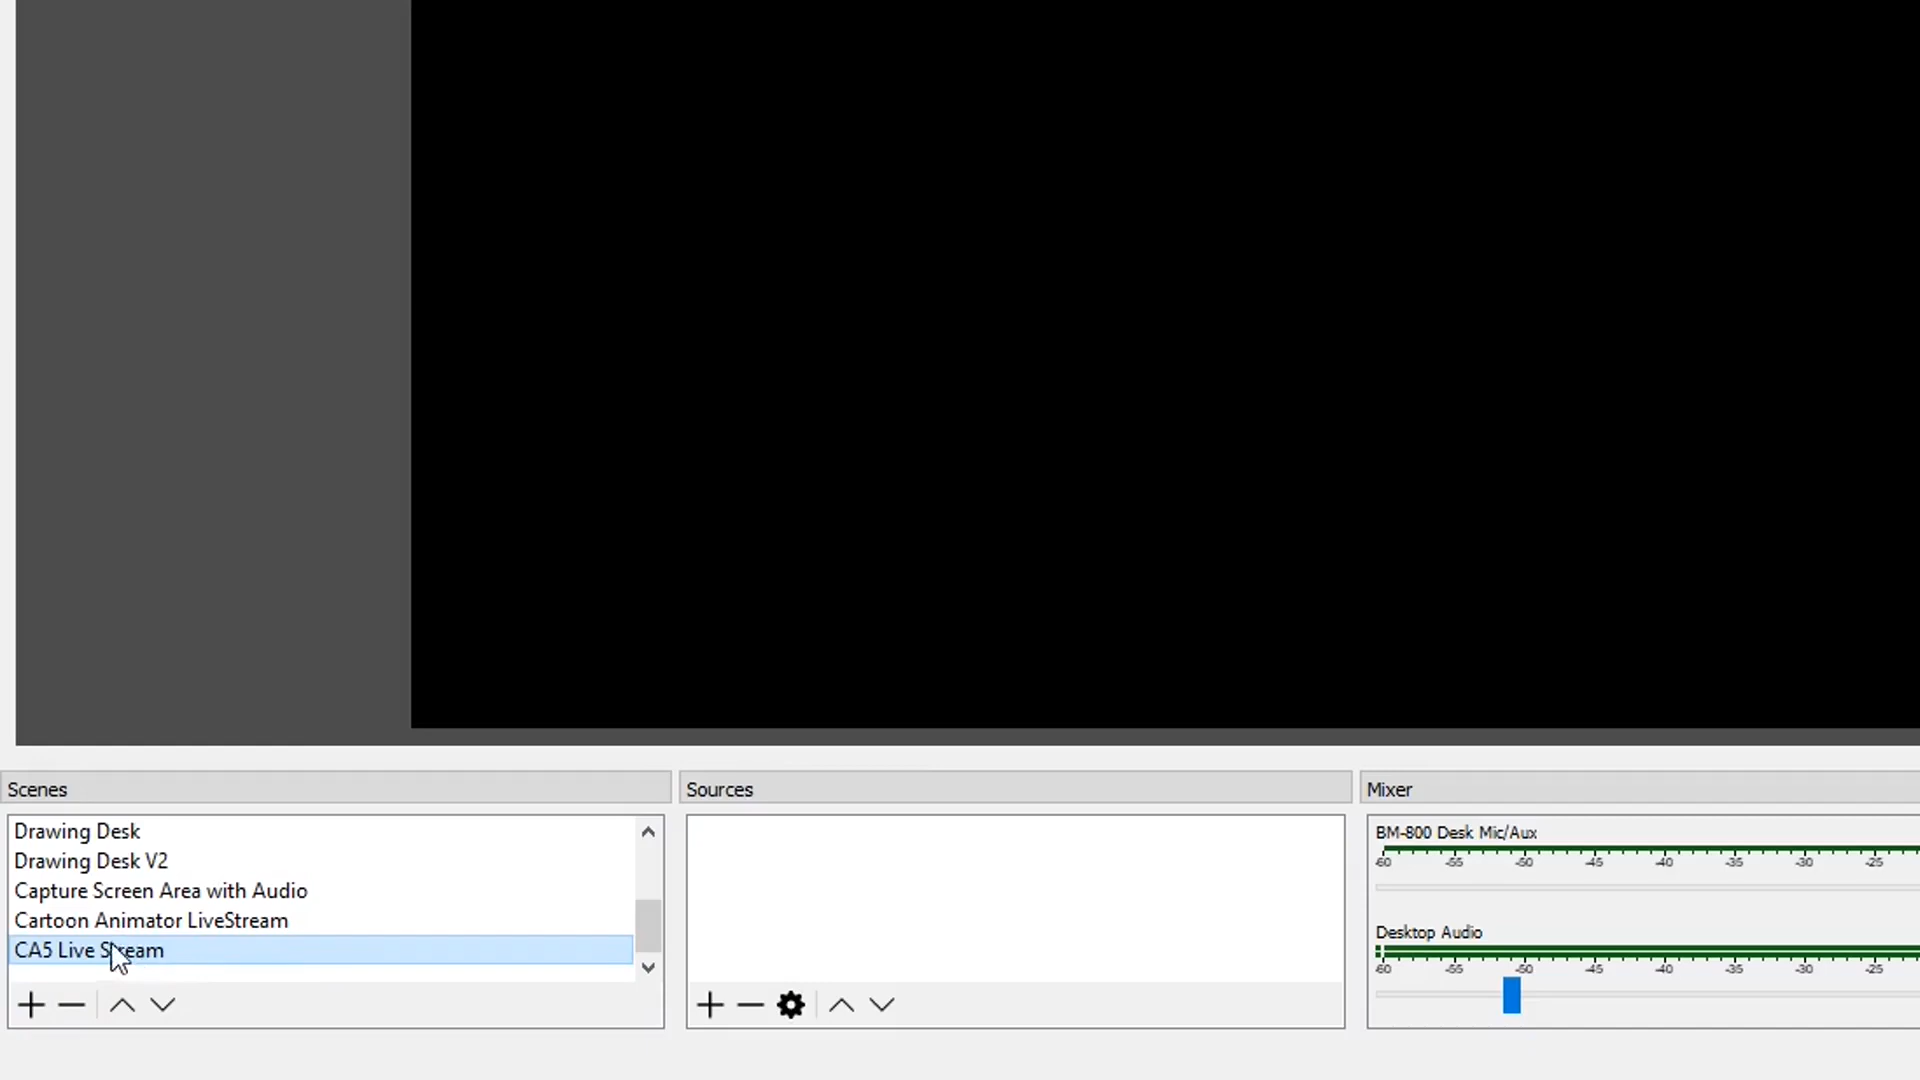 Scenes
Drawing Desk
Drawing Desk V2
Capture Screen Area with Audio
Cartoon Animator LiveStream
CA5 Live Stream
Sources
Mixer
BM-800 Desk Mic/Aux
-60 -55 -50 -45 -40 -35 -30 -25
Desktop Audio
-60 -55 -50 -45 -40 -35 -30 -25